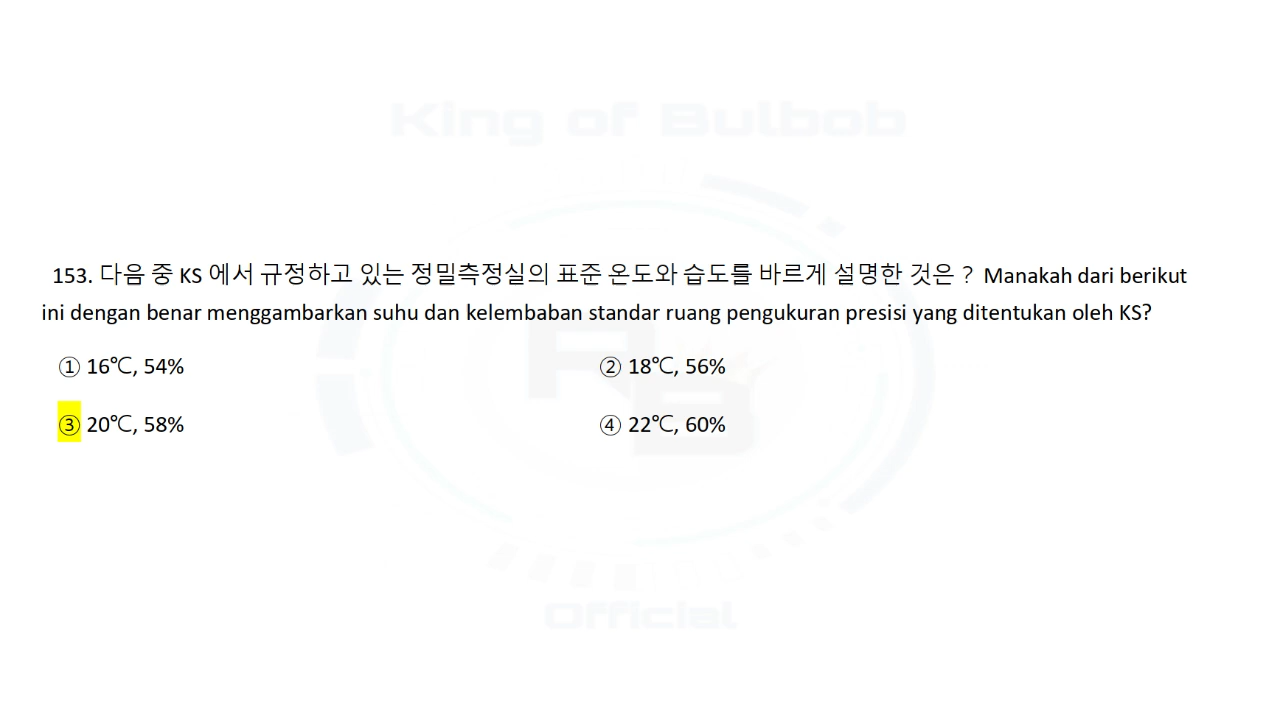 King of Bulbob
153. 다음 중 KS 에서 규정하고 있는 정밀측정실의 표준 온도와 습도를 바르게 설명한 것은 ? Manakah dari berikut
ini dengan benar menggambarkan suhu dan kelembaban standar ruang pengukuran presisi yang ditentukan oleh KS?
① 16℃, 54%
② 18℃, 56%
③ 20℃, 58%
④ 22℃, 60%
Official